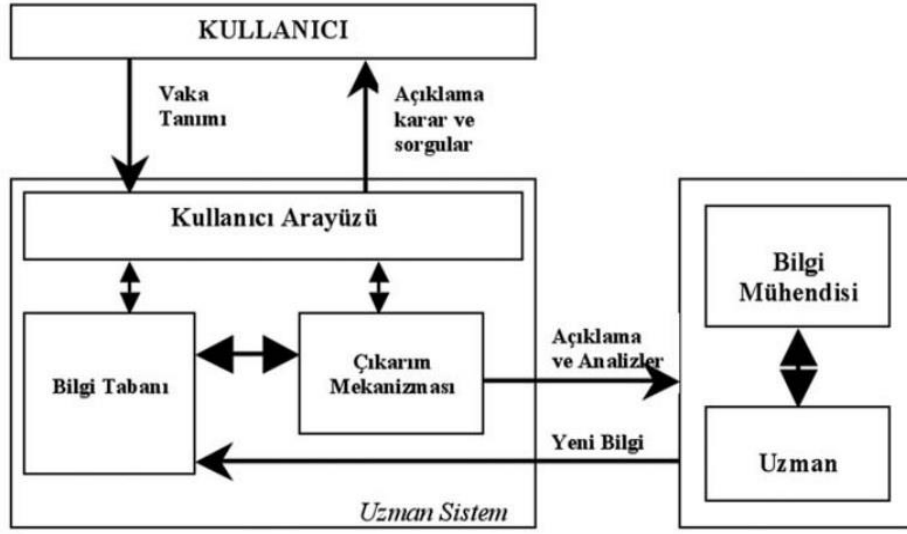 KULLANICI
Vaka
Tanımı
Açıklama
karar ve
sorgular
Kullanıcı Arayüzü
Bilgi
Mühendisi
Bilgi Tabanı
Çıkarım
Mekanizması
Açıklama
ve Analizler
Yeni Bilgi
Uzman
Uzman Sistem